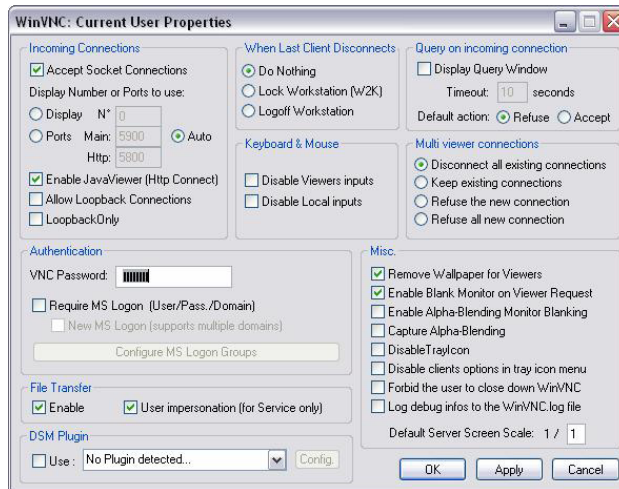 WinVNC: Current User Properties
Incoming Connections
Accept Socket Connections
Display Number or Ports to use:
Display N° 0
Ports Main: 5900 Auto
Http: 5800
Enable JavaViewer (Http Connect)
Allow Loopback Connections
LoopbackOnly
When Last Client Disconnects
Do Nothing
Lock Workstation (W2K)
Logoff Workstation
Keyboard & Mouse
Disable Viewers inputs
Disable Local inputs
Query on incoming connection
Display Query Window
Timeout: 10 seconds
Default action: Refuse Accept
Multi viewer connections
Disconnect all existing connections
Keep existing connections
Refuse the new connection
Refuse all new connection
Authentication
VNC Password:
Require MS Logon (User/Pass./Domain)
New MS Logon (supports multiple domains)
Configure MS Logon Groups
File Transfer
Enable User impersonation (for Service only)
DSM Plugin
Use : No Plugin detected... Config.
Misc.
Remove Wallpaper for Viewers
Enable Blank Monitor on Viewer Request
Enable Alpha-Blending Monitor Blanking
Capture Alpha-Blending
DisableTrayIcon
Disable clients options in tray icon menu
Forbid the user to close down WinVNC
Log debug infos to the WinVNC.log file
Default Server Screen Scale: 1 / 1
OK Apply Cancel